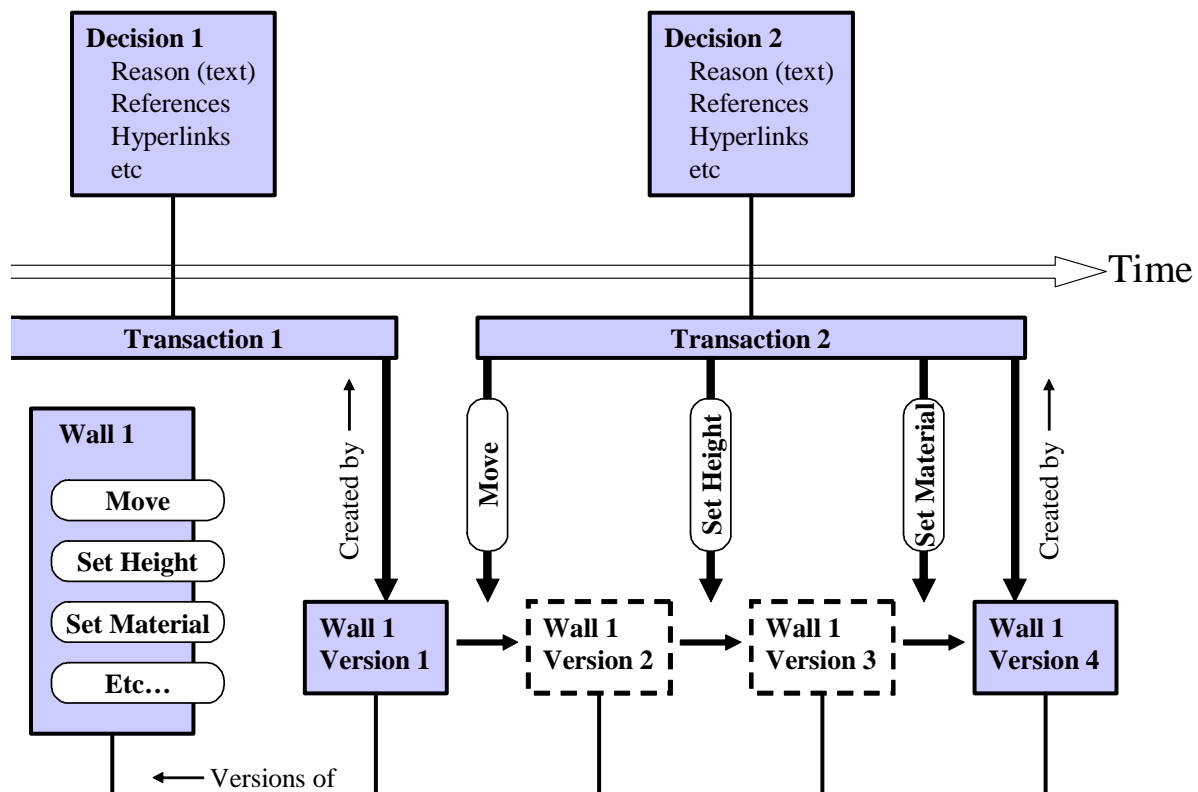 Decision 1
Reason (text)
References
Hyperlinks
etc
Decision 2
Reason (text)
References
Hyperlinks
etc
Time
Transaction 1
Transaction 2
Wall 1
Move
Set Height
Set Material
Etc…
Created by
Move
Set Height
Set Material
Created by
Wall 1
Version 1
Wall 1
Version 2
Wall 1
Version 3
Wall 1
Version 4
Versions of